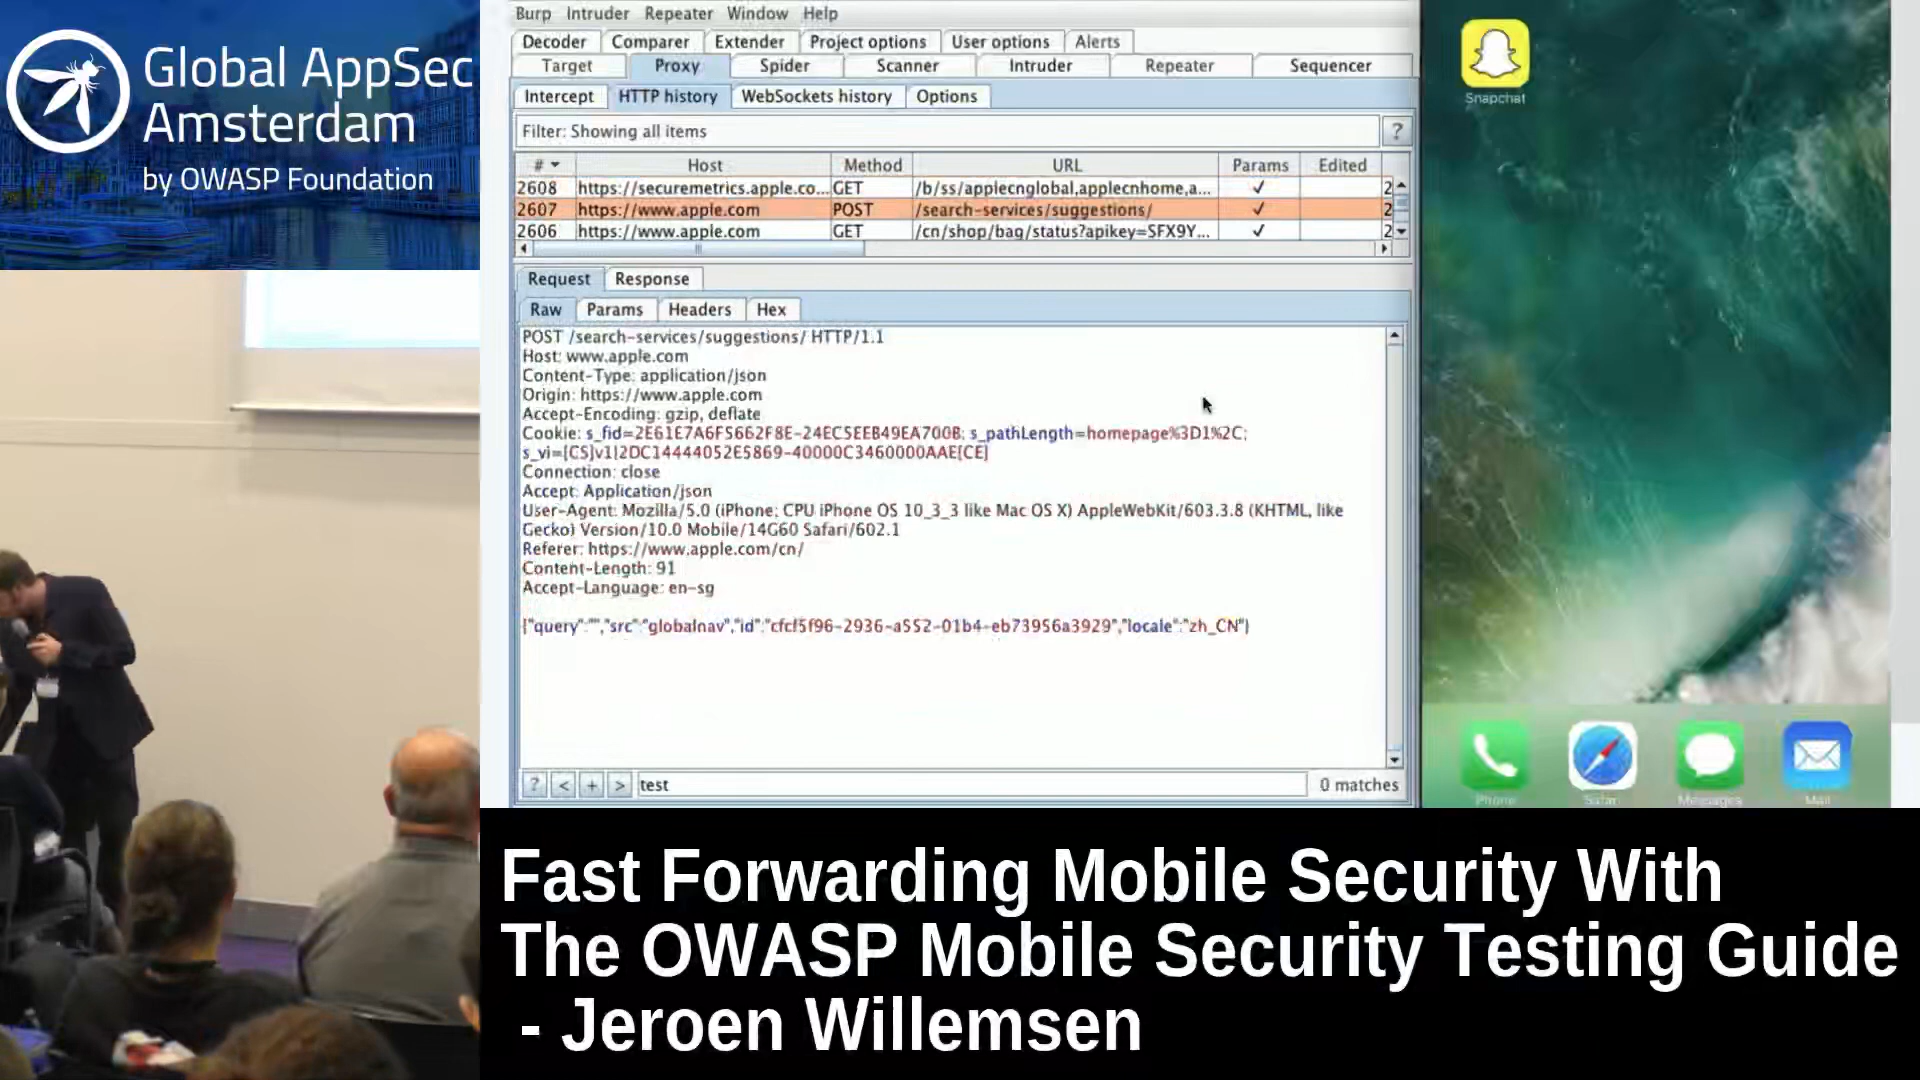 Global AppSec
Amsterdam
by OWASP Foundation
Burp Intruder Repeater Window Help
Decoder Comparer Extender Project options User options Alerts
Target Proxy Spider Scanner Intruder Repeater Sequencer
Intercept HTTP history WebSockets history Options
Filter: Showing all items ?
# Host Method URL Params Edited
2608 https://securemetrics.apple.co... GET /b/ss/applecnglobal,applecnhome,a... ✓ 2
2607 https://www.apple.com POST /search-services/suggestions/ ✓ 2
2606 https://www.apple.com GET /cn/shop/bag/status?apikey=SFX9Y... ✓ 2
Request Response
Raw Params Headers Hex
POST /search-services/suggestions/ HTTP/1.1
Host: www.apple.com
Content-Type: application/json
Origin: https://www.apple.com
Accept-Encoding: gzip, deflate
Cookie: s_fid=2E61E7A6F5662F8E-24EC5EEB49EA700B; s_pathLength=homepage%3D1%2C;
s_vi=[CS]v1|2DC14444052E5869-40000C3460000AAE[CE]
Connection: close
Accept: Application/json
User-Agent: Mozilla/5.0 (iPhone; CPU iPhone OS 10_3_3 like Mac OS X) AppleWebKit/603.3.8 (KHTML, like
Gecko) Version/10.0 Mobile/14G60 Safari/602.1
Referer: https://www.apple.com/cn/
Content-Length: 91
Accept-Language: en-sg
{"query":"","src":"globalnav","id":"cfcf5f96-2936-a552-01b4-eb73956a3929","locale":"zh_CN"}
? < + > test 0 matches
Snapchat
Phone Safari Messages Mail
Fast Forwarding Mobile Security With
The OWASP Mobile Security Testing Guide
- Jeroen Willemsen